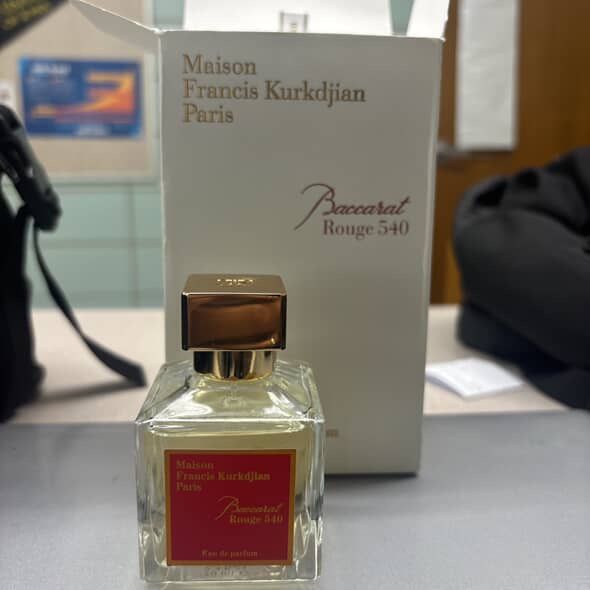 Maison
Francis Kurkdjian
Paris
Baccarat
Rouge 540
Maison
Francis Kurkdjian
Paris
Baccarat
Rouge 540
Eau de parfum